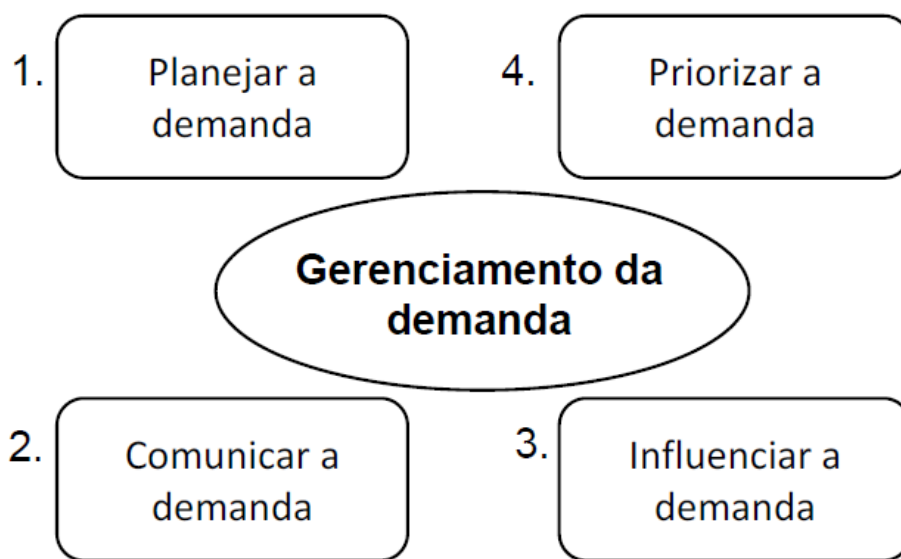 1.
Planejar a
demanda
4.
Priorizar a
demanda
Gerenciamento da
demanda
2.
Comunicar a
demanda
3.
Influenciar a
demanda